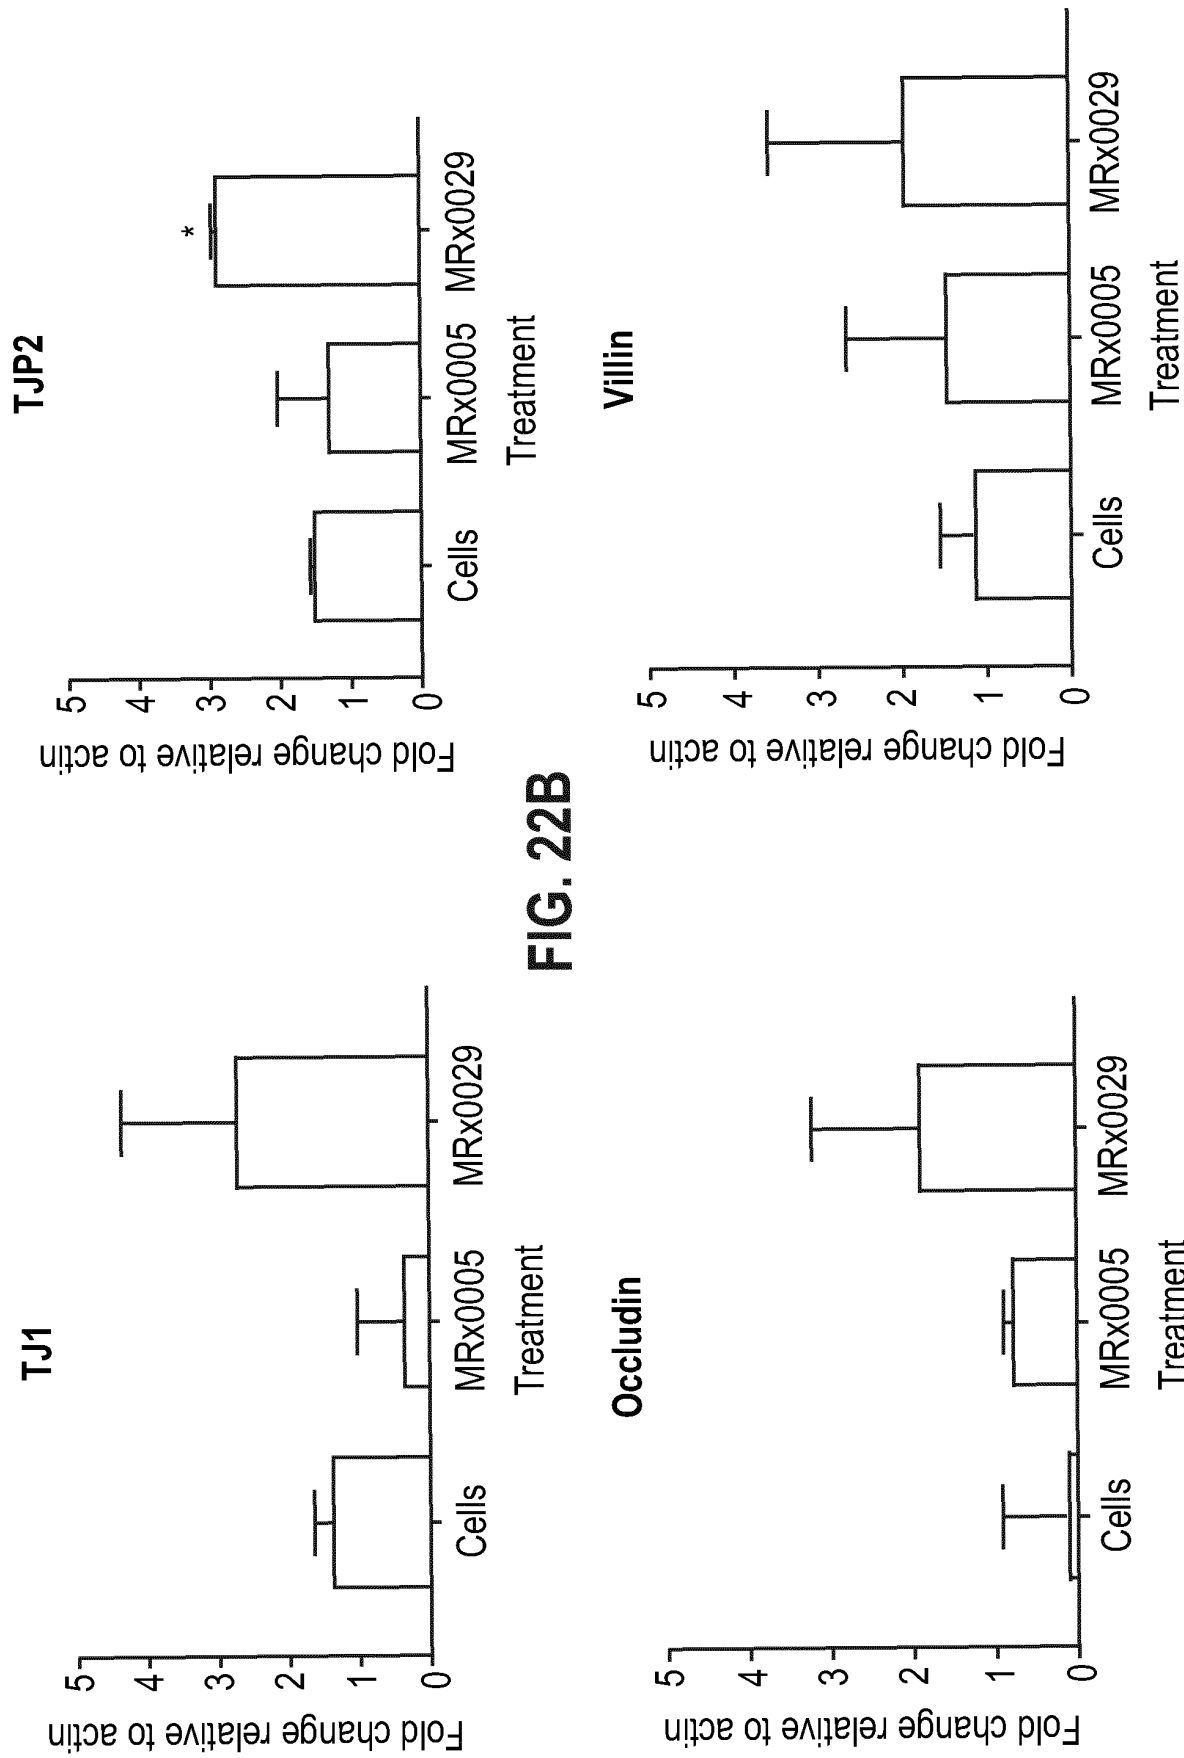 TJ1
Fold change relative to actin
5
4
3
2
1
0
Cells
MRx0005
MRx0029
Treatment
TJP2
Fold change relative to actin
5
4
3
2
1
0
*
Cells
MRx0005
MRx0029
Treatment
FIG. 22B
Occludin
Fold change relative to actin
4
3
2
1
0
5
Cells
MRx0005
MRx0029
Treatment
Villin
Fold change relative to actin
5
4
3
2
1
0
Cells
MRx0005
MRx0029
Treatment